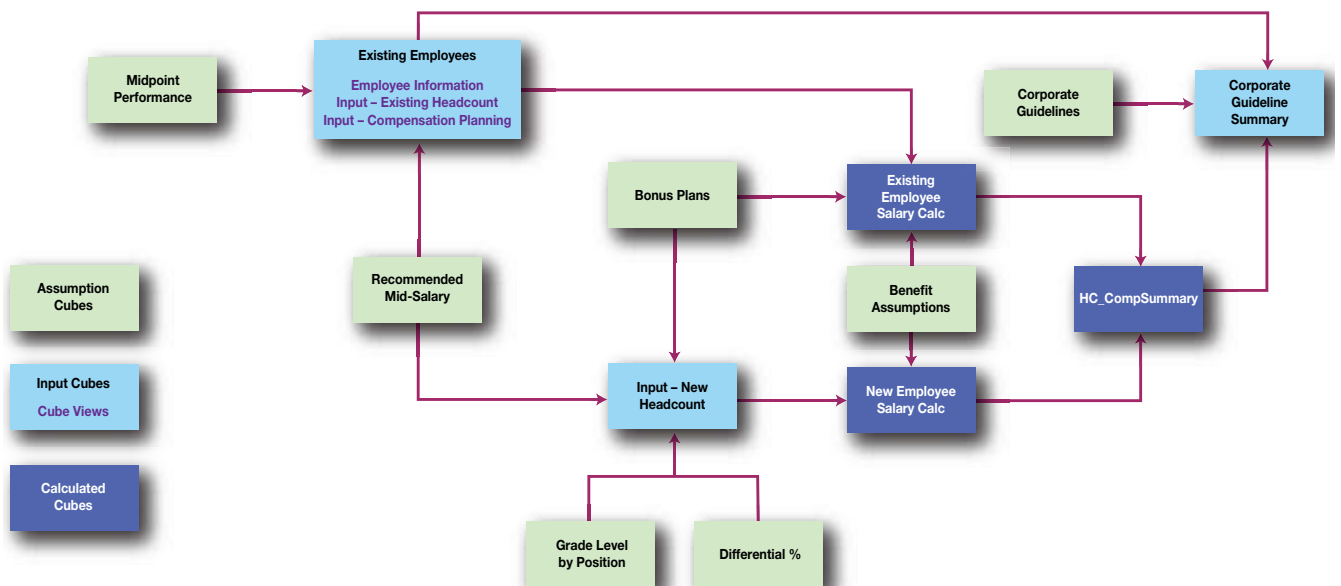 Existing Employees
Employee Information
Input – Existing Headcount
Input – Compensation Planning
Midpoint
Performance
Corporate
Guidelines
Corporate
Guideline
Summary
Bonus Plans
Existing
Employee
Salary Calc
Assumption
Cubes
Recommended
Mid-Salary
Benefit
Assumptions
HC_CompSummary
Input Cubes
Cube Views
Input – New
Headcount
New Employee
Salary Calc
Calculated
Cubes
Grade Level
by Position
Differential %